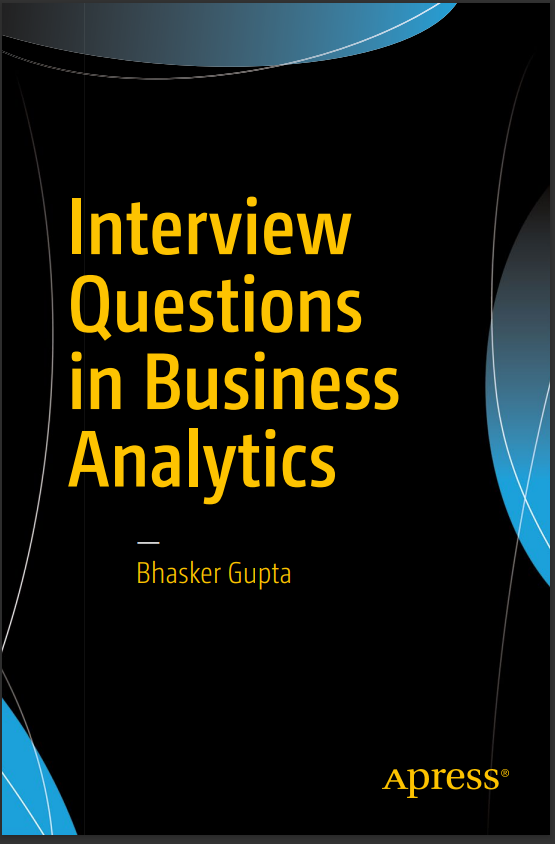 Interview
Questions
in Business
Analytics
Bhasker Gupta
Apress®